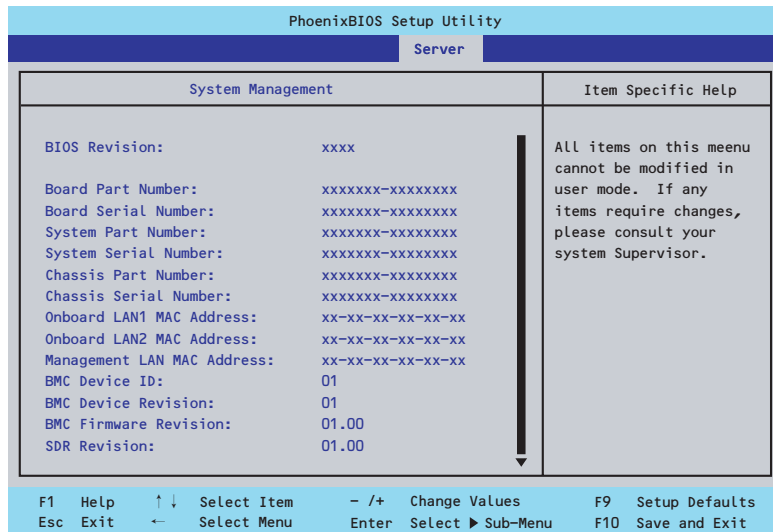 PhoenixBIOS Setup Utility
Server
System Management
Item Specific Help
BIOS Revision: xxxx
Board Part Number: xxxxxxx-xxxxxxxx
Board Serial Number: xxxxxxx-xxxxxxxx
System Part Number: xxxxxxx-xxxxxxxx
System Serial Number: xxxxxxx-xxxxxxxx
Chassis Part Number: xxxxxxx-xxxxxxxx
Chassis Serial Number: xxxxxxx-xxxxxxxx
Onboard LAN1 MAC Address: xx-xx-xx-xx-xx-xx
Onboard LAN2 MAC Address: xx-xx-xx-xx-xx-xx
Management LAN MAC Address: xx-xx-xx-xx-xx-xx
BMC Device ID: 01
BMC Device Revision: 01
BMC Firmware Revision: 01.00
SDR Revision: 01.00
All items on this meenu
cannot be modified in
user mode. If any
items require changes,
please consult your
system Supervisor.
F1 Help ↑↓ Select Item - /+ Change Values F9 Setup Defaults
Esc Exit ← Select Menu Enter Select ▶ Sub-Menu F10 Save and Exit